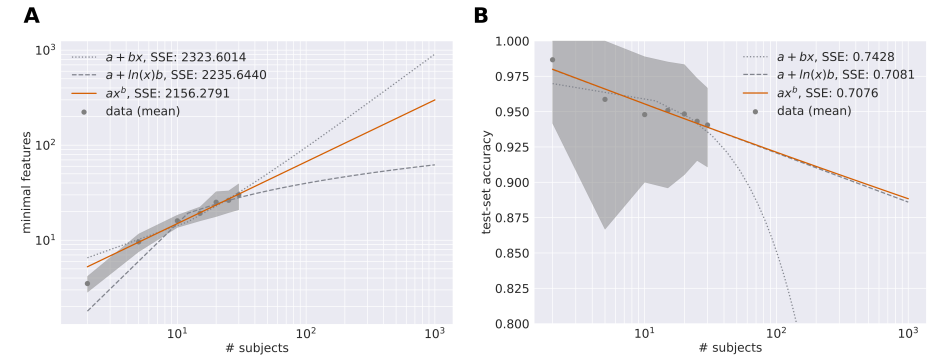 A
10³
10²
10¹
minimal features
a + bx, SSE: 2323.6014
a + ln(x)b, SSE: 2235.6440
axᵇ, SSE: 2156.2791
data (mean)
10¹ 10² 10³
# subjects
B
1.000
0.975
0.950
0.925
0.900
0.875
0.850
0.825
0.800
test-set accuracy
a + bx, SSE: 0.7428
a + ln(x)b, SSE: 0.7081
axᵇ, SSE: 0.7076
data (mean)
10¹ 10² 10³
# subjects